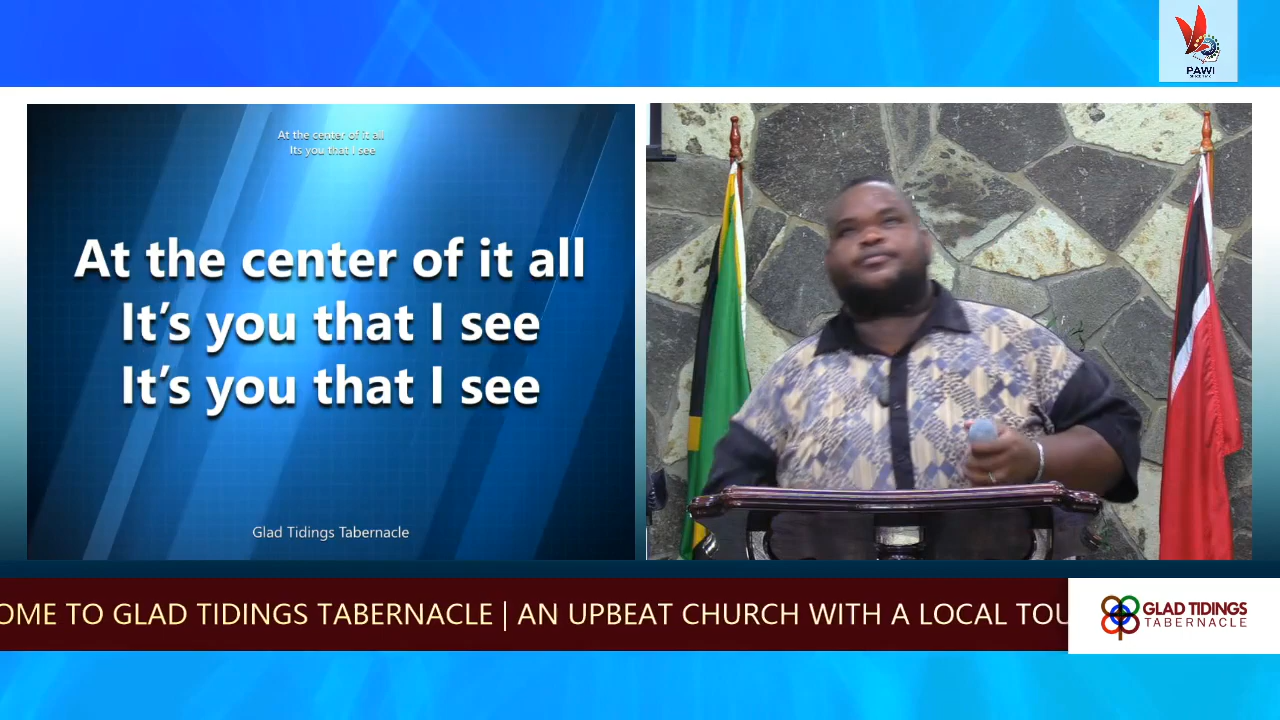 PAWI
At the center of it all
Its you that I see
At the center of it all
It's you that I see
It's you that I see
Glad Tidings Tabernacle
OME TO GLAD TIDINGS TABERNACLE | AN UPBEAT CHURCH WITH A LOCAL TOU
GLAD TIDINGS
TABERNACLE